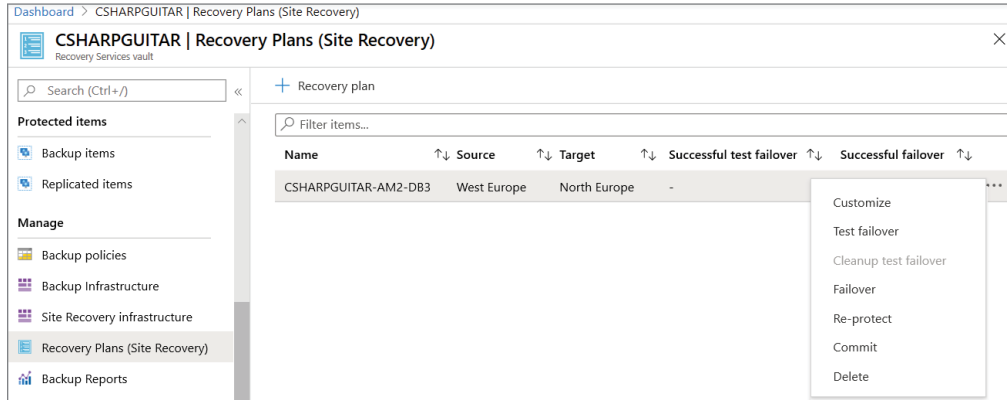 Dashboard > CSHARPGUITAR | Recovery Plans (Site Recovery)
CSHARPGUITAR | Recovery Plans (Site Recovery)
Recovery Services vault
Search (Ctrl+/)
Protected items
Backup items
Replicated items
Manage
Backup policies
Backup Infrastructure
Site Recovery infrastructure
Recovery Plans (Site Recovery)
Backup Reports
Recovery plan
Filter items...
Name Source Target Successful test failover Successful failover
CSHARPGUITAR-AM2-DB3 West Europe North Europe -
Customize
Test failover
Cleanup test failover
Failover
Re-protect
Commit
Delete